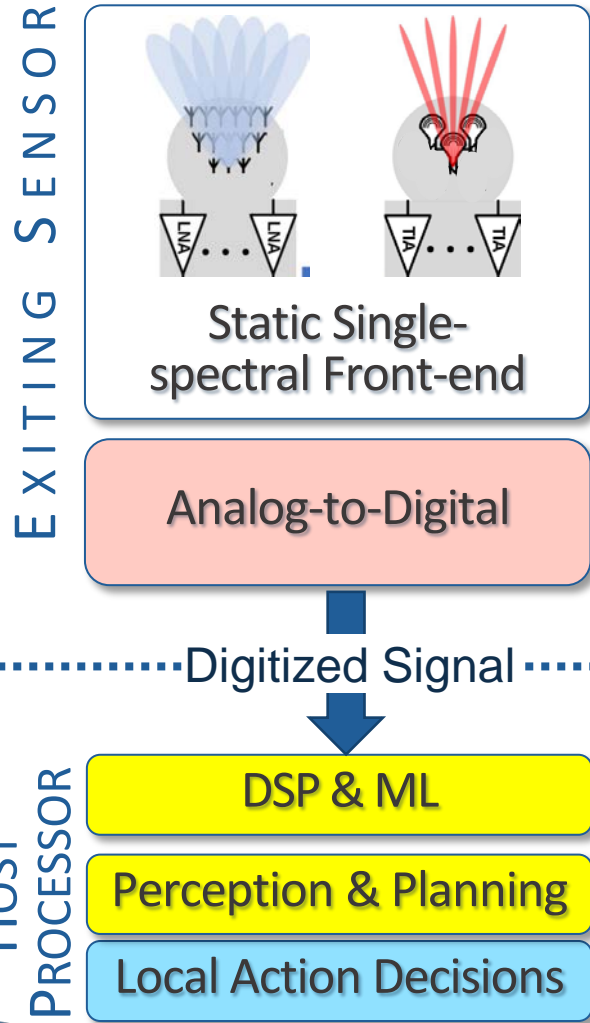 EXITING SENSOR
LNA
LNA
TIA
TIA
Static Single-
spectral Front-end
Analog-to-Digital
Digitized Signal
HOST
PROCESSOR
DSP & ML
Perception & Planning
Local Action Decisions